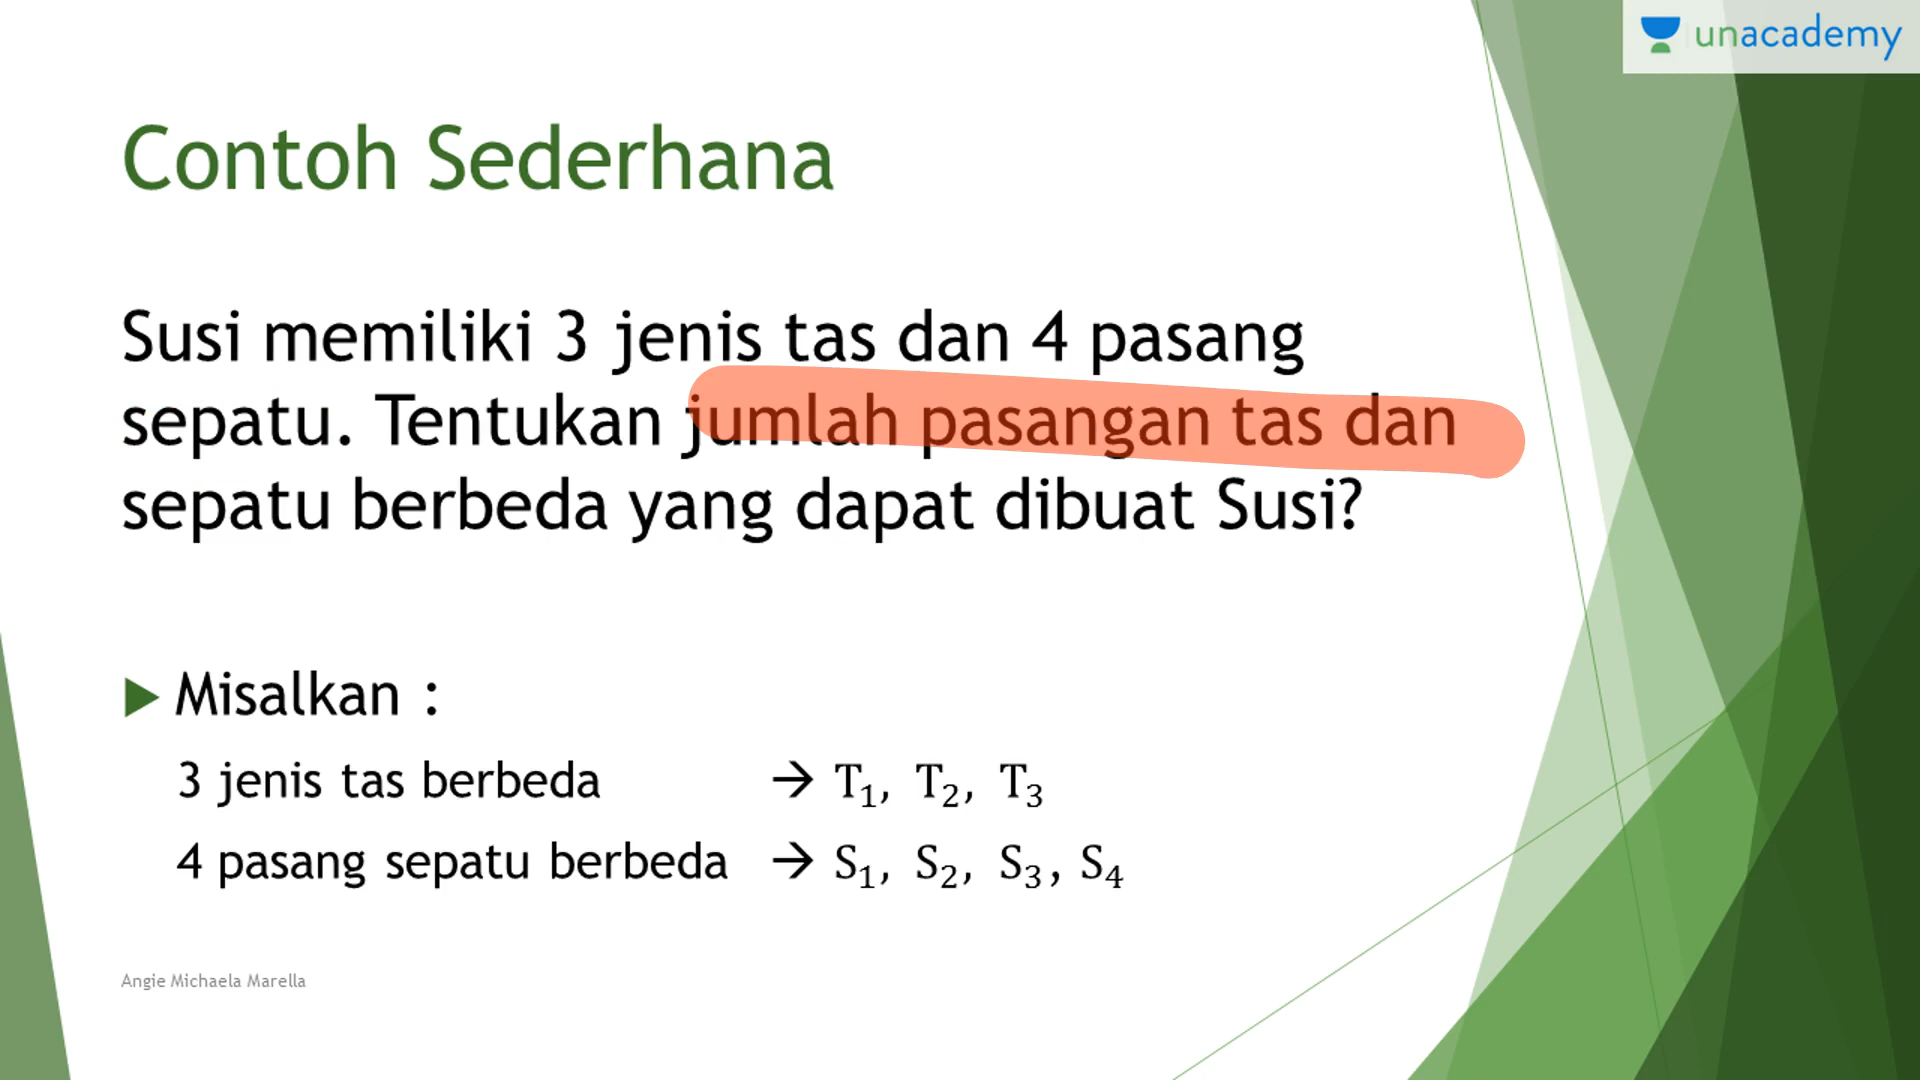 unacademy
Contoh Sederhana
Susi memiliki 3 jenis tas dan 4 pasang
sepatu. Tentukan jumlah pasangan tas dan
sepatu berbeda yang dapat dibuat Susi?
Misalkan :
3 jenis tas berbeda → T₁, T₂, T₃
4 pasang sepatu berbeda → S₁, S₂, S₃, S₄
Angie Michaela Marella